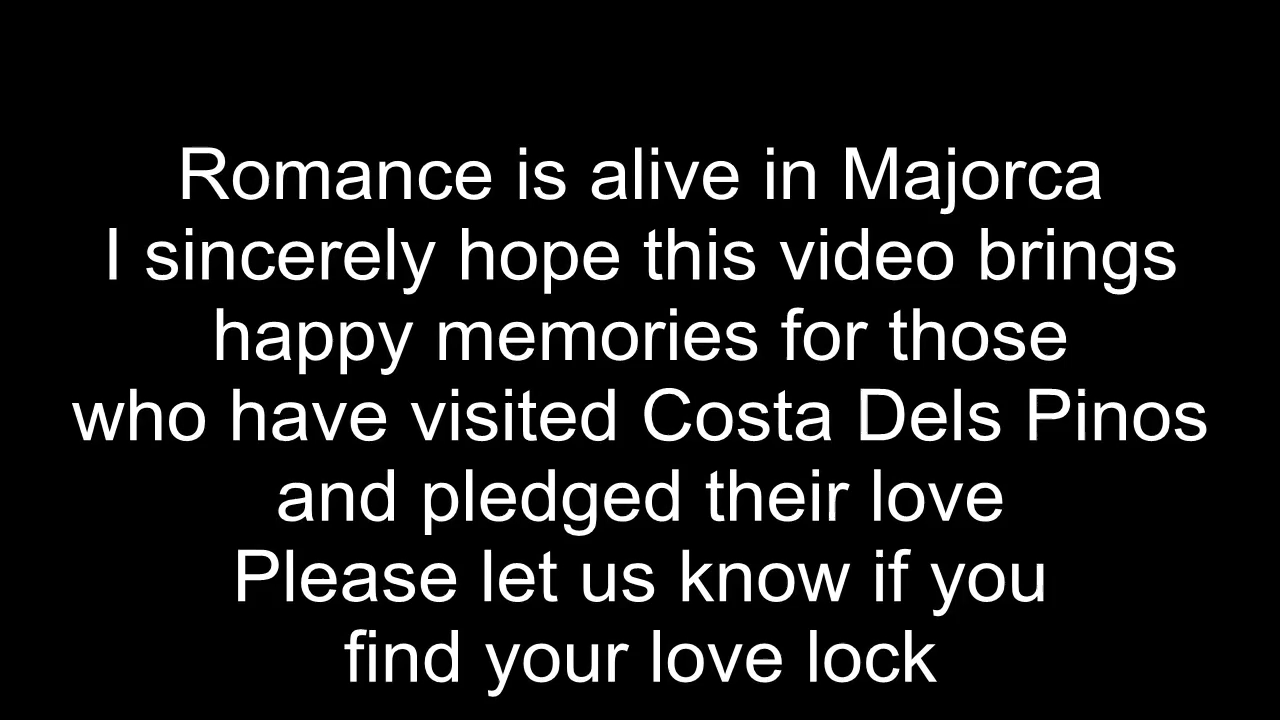 Romance is alive in Majorca
I sincerely hope this video brings
happy memories for those
who have visited Costa Dels Pinos
and pledged their love
Please let us know if you
find your love lock